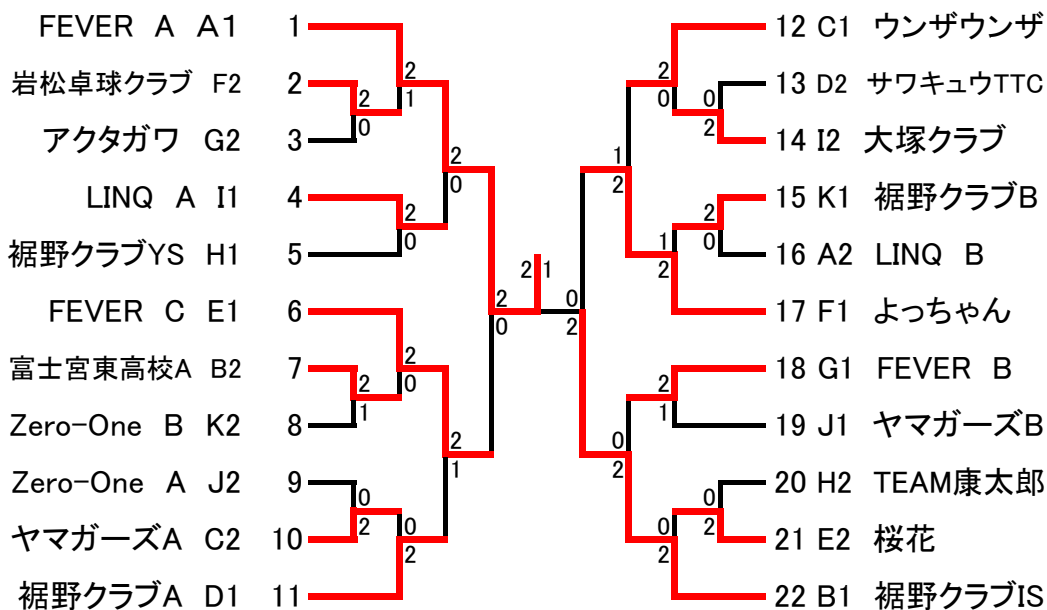 FEVER A A1 1
岩松卓球クラブ F2 2
アクタガワ G2 3
LINQ A I1 4
裾野クラブYS H1 5
FEVER C E1 6
富士宮東高校A B2 7
Zero-One B K2 8
Zero-One A J2 9
ヤマガーズA C2 10
裾野クラブA D1 11
2
0
2
1
2
0
2
0
2
1
2
0
0
2
0
2
2
1
2
0
2 1
0
2
1
2
0
2
2
0
0
2
2
0
1
2
2
1
0
2
0
2
12 C1 ウンザウンザ
13 D2 サワキュウTTC
14 I2 大塚クラブ
15 K1 裾野クラブB
16 A2 LINQ B
17 F1 よっちゃん
18 G1 FEVER B
19 J1 ヤマガーズB
20 H2 TEAM康太郎
21 E2 桜花
22 B1 裾野クラブIS